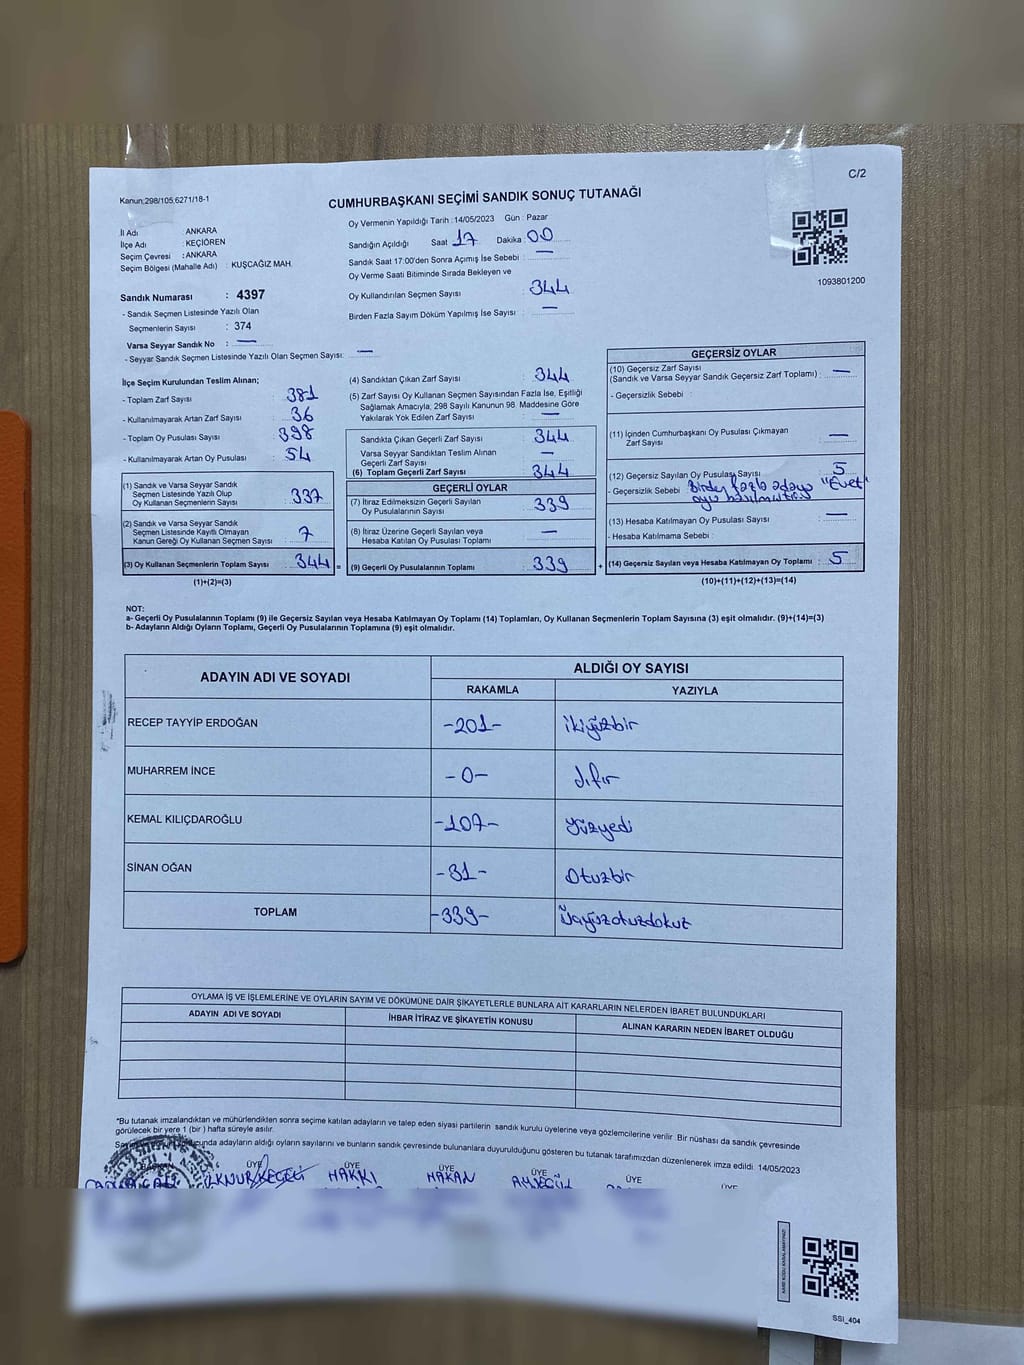 C/2
Kanun:298/105,6271/18-1
CUMHURBAŞKANI SEÇİMİ SANDIK SONUÇ TUTANAĞI
İl Adı ANKARA
İlçe Adı : KEÇİÖREN
Seçim Çevresi : ANKARA
Seçim Bölgesi (Mahalle Adı) : KUŞCAĞIZ MAH.
Sandık Numarası : 4397
- Sandık Seçmen Listesinde Yazılı Olan
Seçmenlerin Sayısı : 374
Varsa Seyyar Sandık No : —
- Seyyar Sandık Seçmen Listesinde Yazılı Olan Seçmen Sayısı: —
Oy Vermenin Yapıldığı Tarih : 14/05/2023 Gün : Pazar
Sandığın Açıldığı Saat 17 Dakika : 00
Sandık Saat 17:00'den Sonra Açımış İse Sebebi : —
Oy Verme Saati Bitiminde Sırada Bekleyen ve
Oy Kullandırılan Seçmen Sayısı : 344
Birden Fazla Sayım Döküm Yapılmış İse Sayısı : —
1093801200
İlçe Seçim Kurulundan Teslim Alınan;
- Toplam Zarf Sayısı : 381
- Kullanılmayarak Artan Zarf Sayısı : 36
- Toplam Oy Pusulası Sayısı : 398
- Kullanılmayarak Artan Oy Pusulası : 54
(1) Sandık ve Varsa Seyyar Sandık
Seçmen Listesinde Yazılı Olup
Oy Kullanan Seçmenlerin Sayısı : 337
(2) Sandık ve Varsa Seyyar Sandık
Seçmen Listesinde Kayıtlı Olmayan
Kanun Gereği Oy Kullanan Seçmen Sayısı : 7
(3) Oy Kullanan Seçmenlerin Toplam Sayısı : 344 =
(1)+(2)=(3)
(4) Sandıktan Çıkan Zarf Sayısı : 344
(5) Zarf Sayısı Oy Kullanan Seçmen Sayısından Fazla İse, Eşitliği
Sağlamak Amacıyla; 298 Sayılı Kanunun 98. Maddesine Göre
Yakılarak Yok Edilen Zarf Sayısı : —
Sandıkta Çıkan Geçerli Zarf Sayısı : 344
Varsa Seyyar Sandıktan Teslim Alınan
Geçerli Zarf Sayısı : —
(6) Toplam Geçerli Zarf Sayısı : 344
GEÇERLİ OYLAR
(7) İtiraz Edilmeksizin Geçerli Sayılan
Oy Pusulalarının Sayısı : 339
(8) İtiraz Üzerine Geçerli Sayılan veya
Hesaba Katılan Oy Pusulası Toplamı : —
(9) Geçerli Oy Pusulalarının Toplamı : 339 +
GEÇERSİZ OYLAR
(10) Geçersiz Zarf Sayısı
(Sandık ve Varsa Seyyar Sandık Geçersiz Zarf Toplamı) : —
- Geçersizlik Sebebi :
(11) İçinden Cumhurbaşkanı Oy Pusulası Çıkmayan
Zarf Sayısı : —
(12) Geçersiz Sayılan Oy Pusulası Sayısı : 5
- Geçersizlik Sebebi : Birden fazla adaya "Evet"
oyu basılmıştır
(13) Hesaba Katılmayan Oy Pusulası Sayısı : —
- Hesaba Katılmama Sebebi :
(14) Geçersiz Sayılan veya Hesaba Katılmayan Oy Toplamı : 5
(10)+(11)+(12)+(13)=(14)
NOT:
a- Geçerli Oy Pusulalarının Toplamı (9) ile Geçersiz Sayılan veya Hesaba Katılmayan Oy Toplamı (14) Toplamları, Oy Kullanan Seçmenlerin Toplam Sayısına (3) eşit olmalıdır. (9)+(14)=(3)
b- Adayların Aldığı Oyların Toplamı, Geçerli Oy Pusulalarının Toplamına (9) eşit olmalıdır.
ADAYIN ADI VE SOYADI ALDIĞI OY SAYISI
RAKAMLA YAZIYLA
RECEP TAYYİP ERDOĞAN -201- ikiyüzbir
MUHARREM İNCE -0- sıfır
KEMAL KILIÇDAROĞLU -107- yüzyedi
SİNAN OĞAN -31- Otuzbir
TOPLAM -339- Üçyüzotuzdokuz
OYLAMA İŞ VE İŞLEMLERİNE VE OYLARIN SAYIM VE DÖKÜMÜNE DAİR ŞİKAYETLERLE BUNLARA AİT KARARLARIN NELERDEN İBARET BULUNDUKLARI
ADAYIN ADI VE SOYADI İHBAR İTİRAZ VE ŞİKAYETİN KONUSU ALINAN KARARIN NEDEN İBARET OLDUĞU
*Bu tutanak imzalandıktan ve mühürlendikten sonra seçime katılan adayların ve talep eden siyasi partilerin sandık kurulu üyelerine veya gözlemcilerine verilir. Bir nüshası da sandık çevresinde
görülecek bir yere 1 (bir) hafta süreyle asılır.
adayların aldığı oyların sayılarını ve bunların sandık çevresinde bulunanlara duyurulduğunu gösteren bu tutanak tarafımızdan düzenlenerek imza edildi. 14/05/2023
ÜYE ÜYE ÜYE ÜYE ÜYE ÜYE
İLKNUR KEÇELİ HAKKI HAKAN AYŞEGÜL
SSI_404